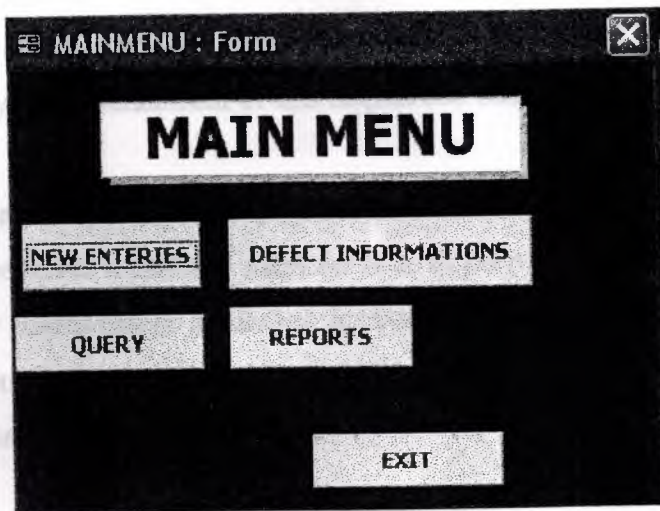 MAINMENU : Form
MAIN MENU
NEW ENTERIES
DEFECT INFORMATIONS
QUERY
REPORTS
EXIT